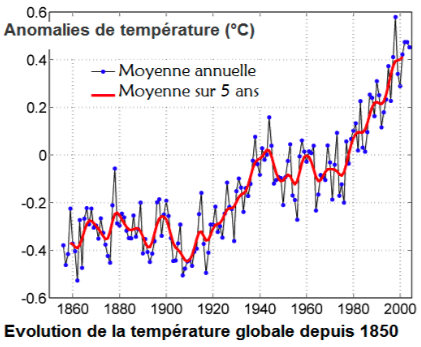 Anomalies de température (°C)
Moyenne annuelle
Moyenne sur 5 ans
0.6
0.4
0.2
0
-0.2
-0.4
-0.6
1860 1880 1900 1920 1940 1960 1980 2000
Evolution de la température globale depuis 1850